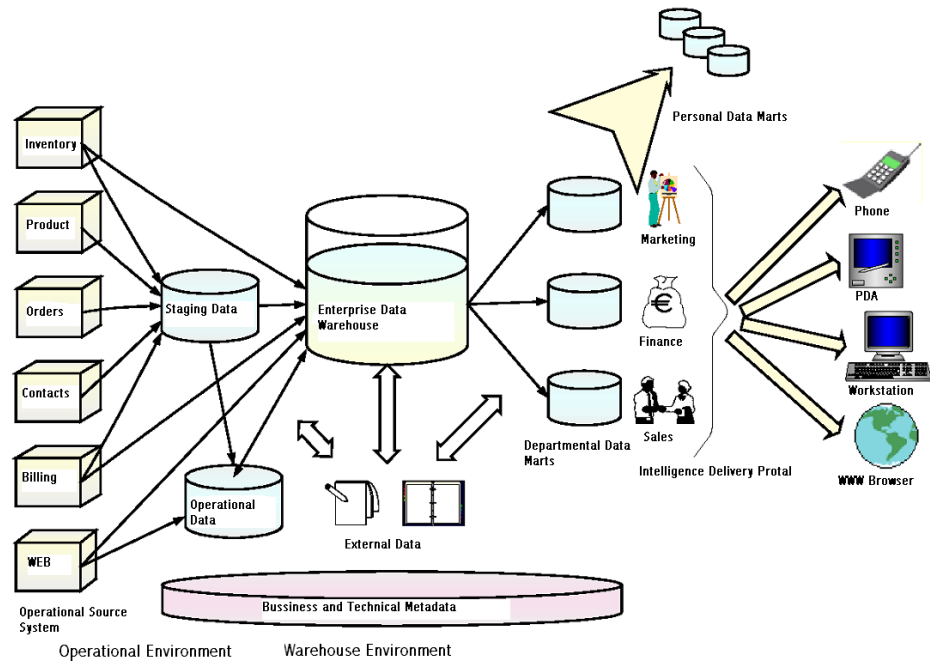 Personal Data Marts
Inventory
Product
Orders
Contacts
Billing
WEB
Operational Source
System
Staging Data
Operational
Data
Enterprise Data
Warehouse
External Data
Bussiness and Technical Metadata
Marketing
€
Finance
Sales
Departmental Data
Marts
Intelligence Delivery Protal
Phone
PDA
Workstation
WWW Browser
Operational Environment
Warehouse Environment